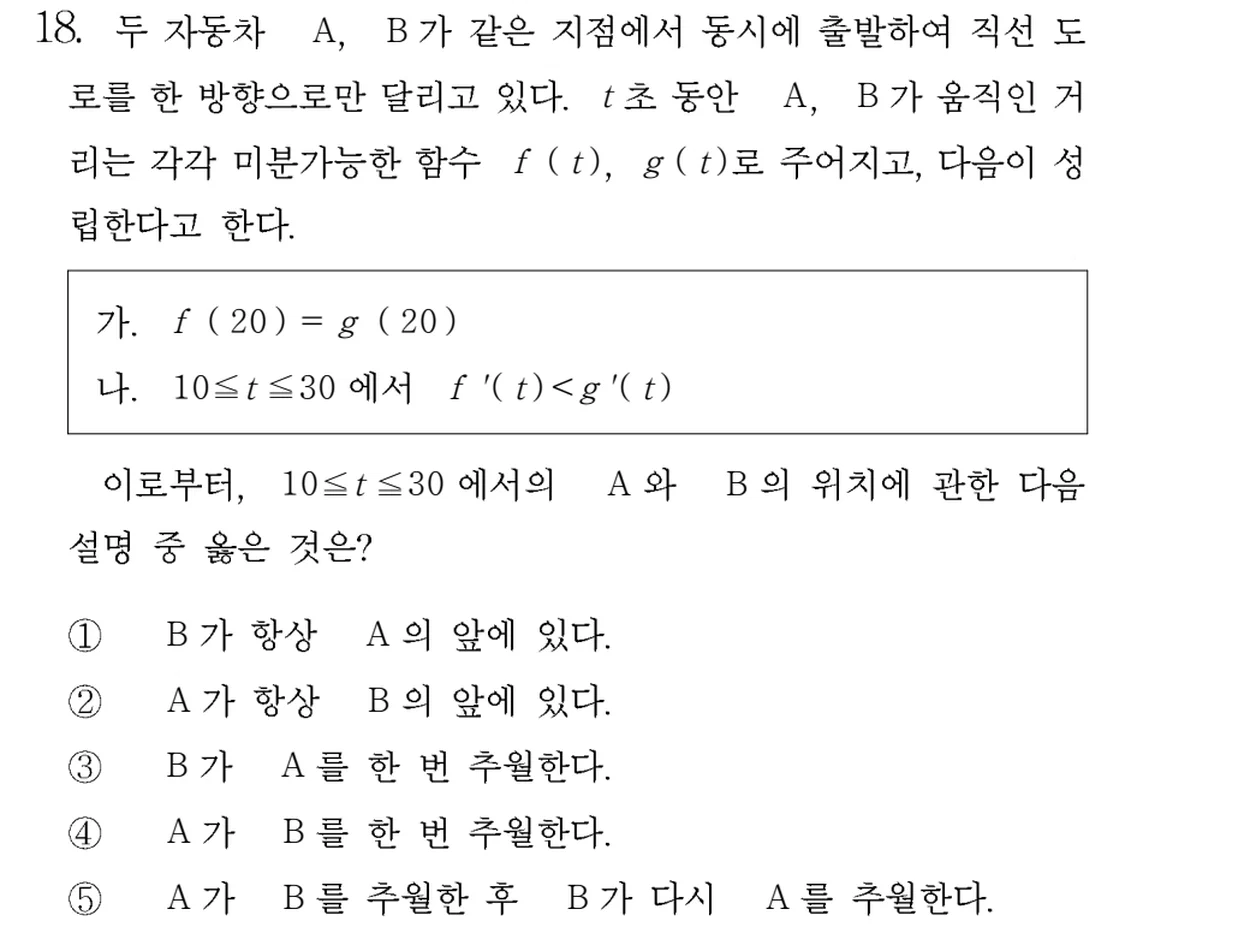 18. 두 자동차 A, B가 같은 지점에서 동시에 출발하여 직선 도
로를 한 방향으로만 달리고 있다. t초 동안 A, B가 움직인 거
리는 각각 미분가능한 함수 f(t), g(t)로 주어지고, 다음이 성
립한다고 한다.
가. f(20)=g(20)
나. 10≦t≦30에서 f′(t)<g′(t)
이로부터, 10≦t≦30에서의 A와 B의 위치에 관한 다음
설명 중 옳은 것은?
① B가 항상 A의 앞에 있다.
② A가 항상 B의 앞에 있다.
③ B가 A를 한 번 추월한다.
④ A가 B를 한 번 추월한다.
⑤ A가 B를 추월한 후 B가 다시 A를 추월한다.